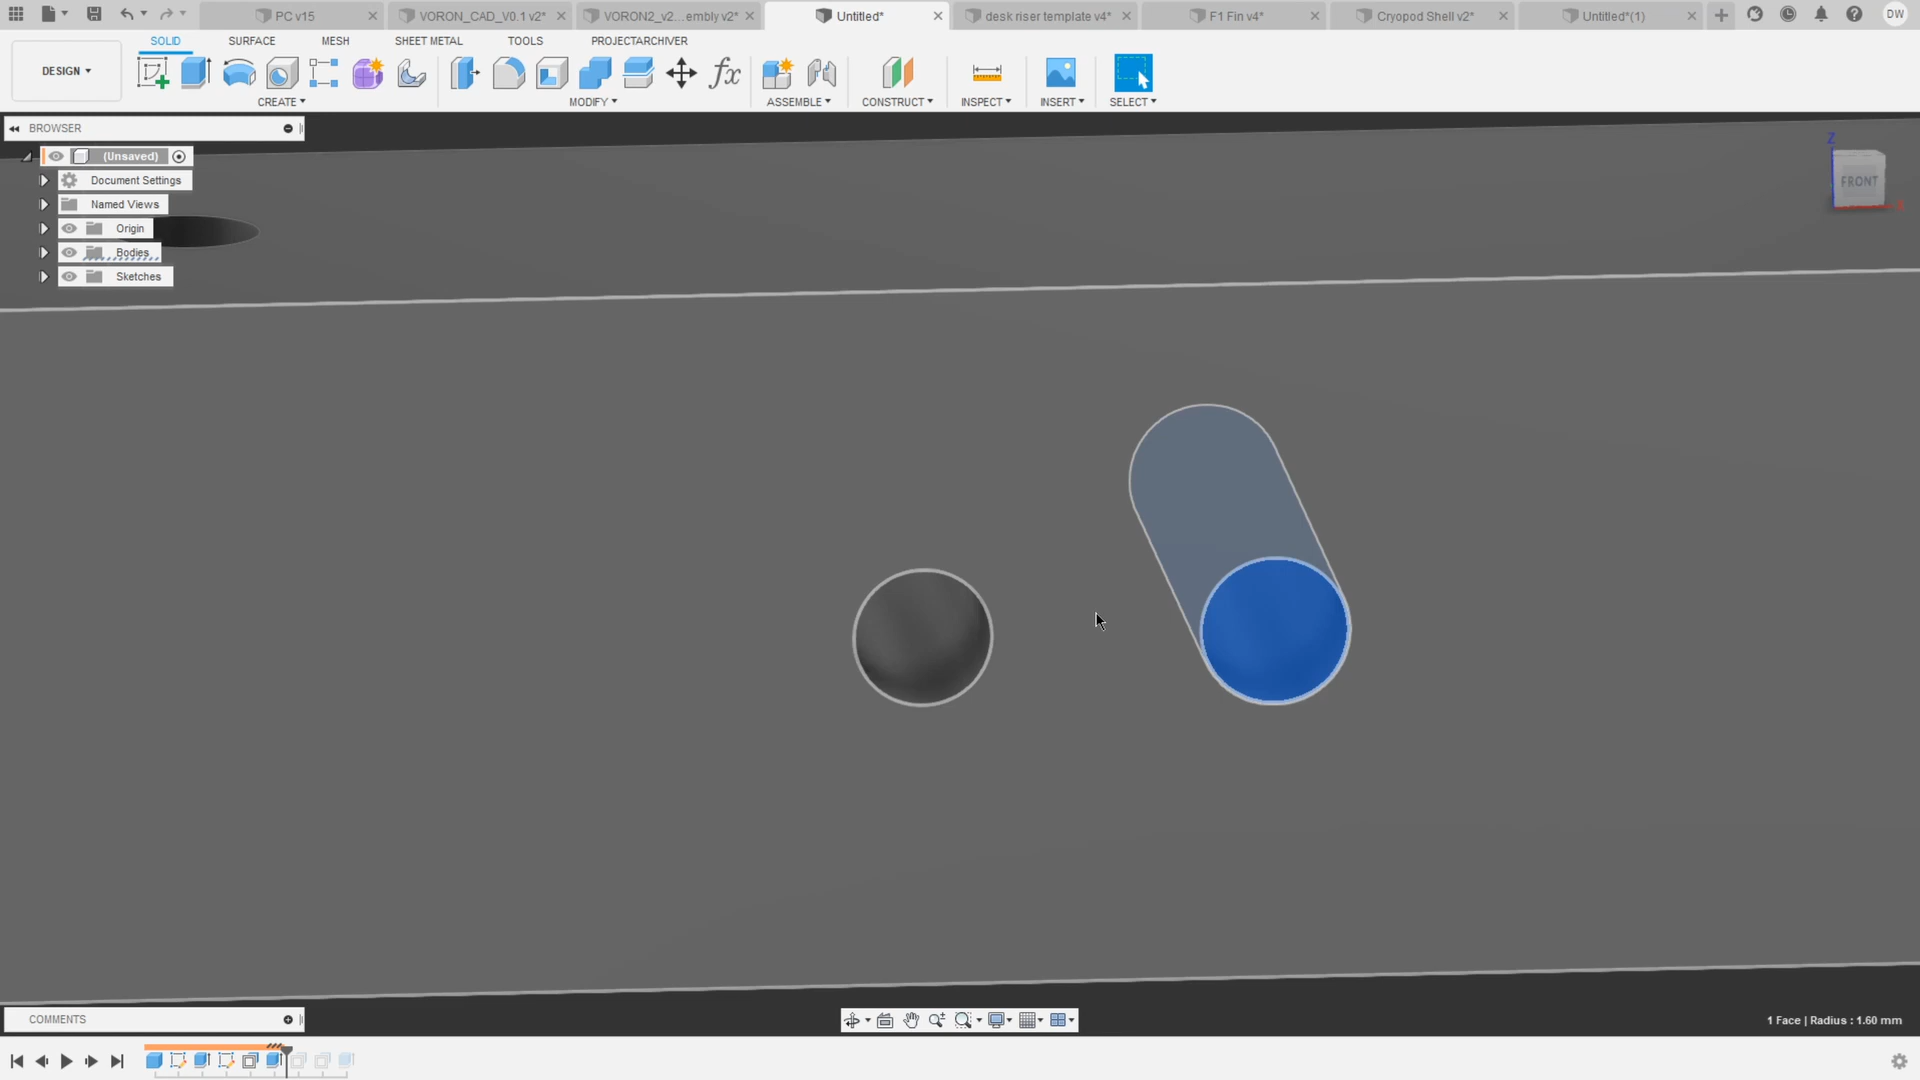 PC v15
VORON_CAD_V0.1 v2*
VORON2_v2...embly v2*
Untitled*
desk riser template v4*
F1 Fin v4*
Cryopod Shell v2*
Untitled*(1)
DW
SOLID
SURFACE
MESH
SHEET METAL
TOOLS
PROJECTARCHIVER
DESIGN
fx
CREATE
MODIFY
ASSEMBLE
CONSTRUCT
INSPECT
INSERT
SELECT
BROWSER
(Unsaved)
Document Settings
Named Views
Origin
Bodies
Sketches
Z
FRONT
COMMENTS
1 Face | Radius : 1.60 mm